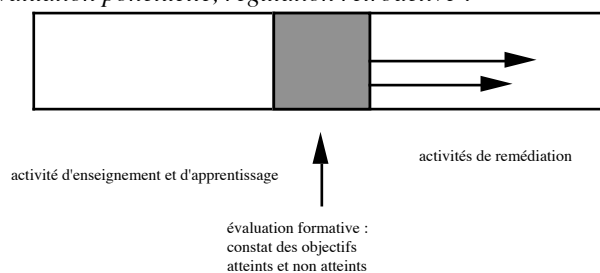 ponctuelle, régulation rétroactive :
activités de remédiation
activité d'enseignement et d'apprentissage
évaluation formative :
constat des objectifs
atteints et non atteints